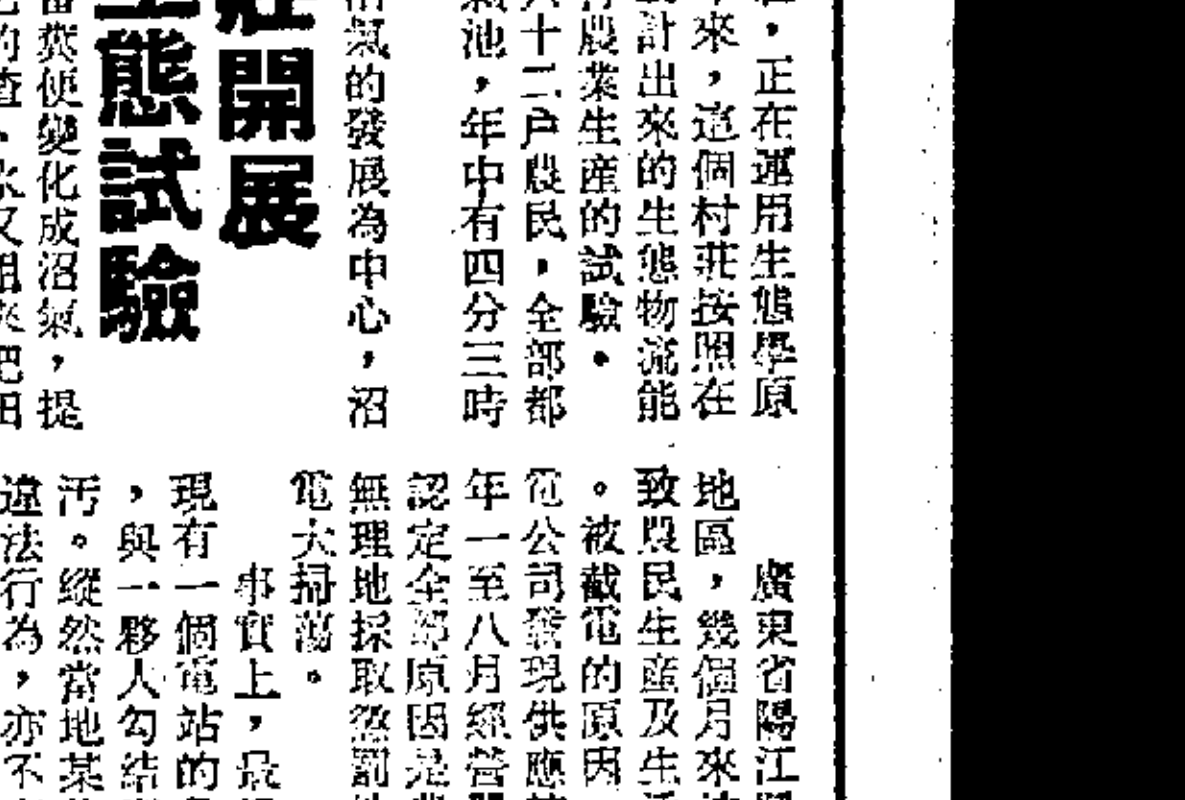 ，正在運用生態學原
來，這個村莊按照在
計出來的生態物流能
農業生產的試驗。
十二户農民，全部都
池，年中有四分三時
氣的發展為中心，沼
開展
態試驗
糞便變化成沼氣，提
地區，幾個月來
廣東省陽江
致農民生產及生
。被截電的原因
電公司發現供應
年一至八月經營
認定全部原因是
無理地採取懲罰
電大掃蕩。
事實上，最
現有一個電站的
，與一夥人勾結
污。縱然當地某
違法行為，亦不